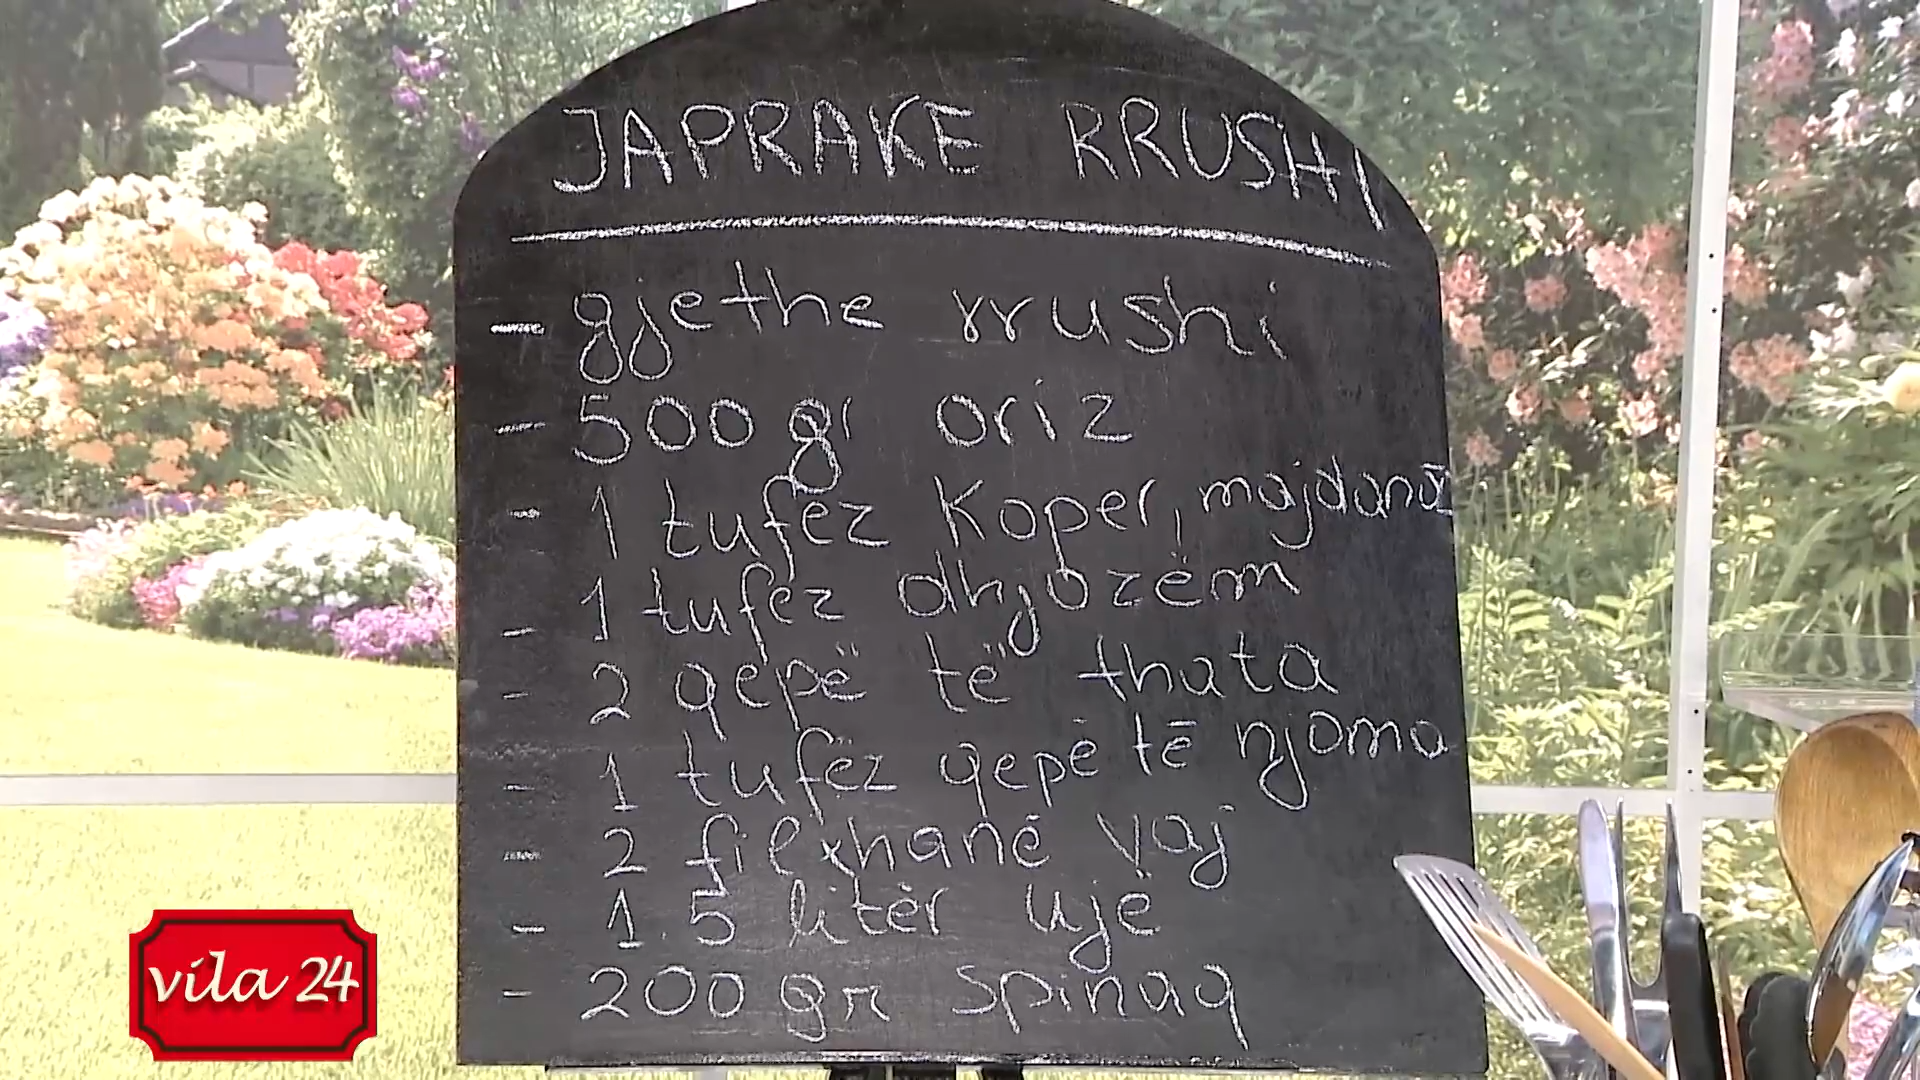 JAPRAKE RRUSHI
- gjethe rrushi
- 500 gr oriz
- 1 tufëz Koper, majdanoz
- 1 tufëz dhjozëm
- 2 qepë të thata
- 1 tufëz qepë të njoma
- 2 filxhanë vaj
- 1.5 litër ujë
- 200 gr spinaq
vila 24